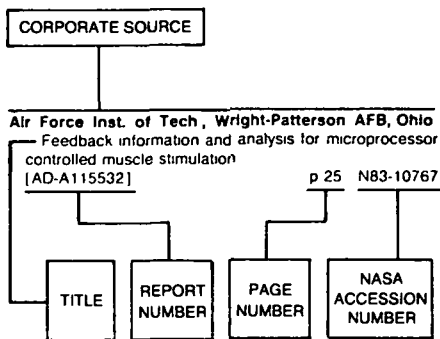 CORPORATE SOURCE
Air Force Inst. of Tech , Wright-Patterson AFB, Ohio
Feedback information and analysis for microprocessor
controlled muscle stimulation
[AD-A115532] p 25 N83-10767
TITLE
REPORT
NUMBER
PAGE
NUMBER
NASA
ACCESSION
NUMBER